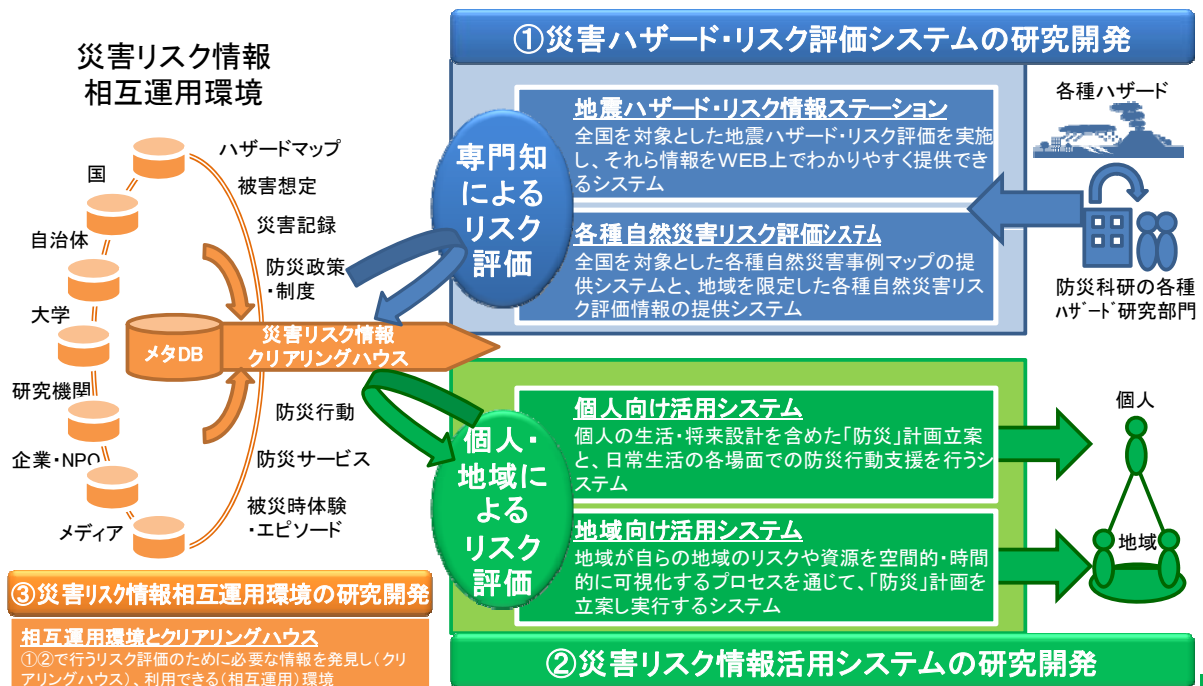 災害リスク情報
相互運用環境
国
自治体
大学
研究機関
企業・NPO
メディア
ハザードマップ
被害想定
災害記録
防災政策
・制度
メタDB
災害リスク情報
クリアリングハウス
防災行動
防災サービス
被災時体験
・エピソード
③災害リスク情報相互運用環境の研究開発
相互運用環境とクリアリングハウス
①②で行うリスク評価のために必要な情報を発見し(クリ
アリングハウス)、利用できる(相互運用)環境
①災害ハザード・リスク評価システムの研究開発
専門知
による
リスク
評価
地震ハザード・リスク情報ステーション
全国を対象とした地震ハザード・リスク評価を実施
し、それら情報をWEB上でわかりやすく提供でき
るシステム
各種自然災害リスク評価システム
全国を対象とした各種自然災害事例マップの提
供システムと、地域を限定した各種自然災害リス
ク評価情報の提供システム
各種ハザード
防災科研の各種
ハザード研究部門
個人・
地域に
よる
リスク
評価
個人向け活用システム
個人の生活・将来設計を含めた「防災」計画立案
と、日常生活の各場面での防災行動支援を行うシ
ステム
地域向け活用システム
地域が自らの地域のリスクや資源を空間的・時間
的に可視化するプロセスを通じて、「防災」計画を
立案し実行するシステム
個人
地域
②災害リスク情報活用システムの研究開発